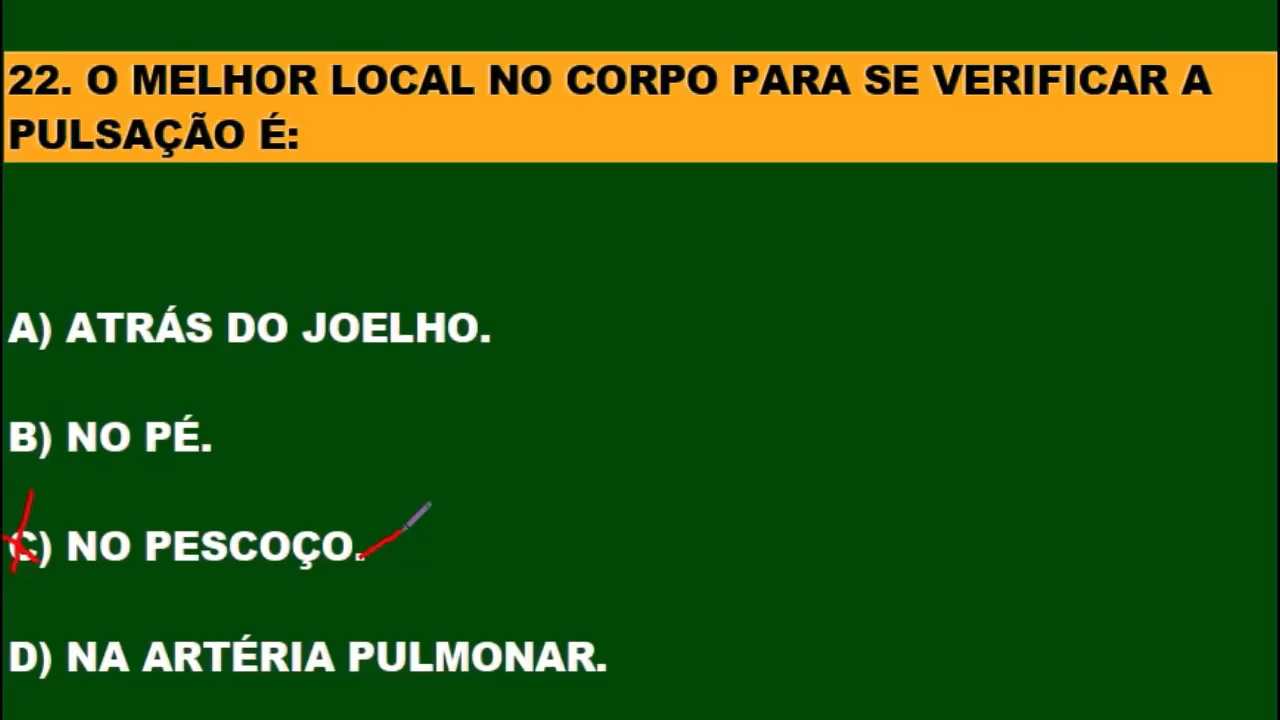 22. O MELHOR LOCAL NO CORPO PARA SE VERIFICAR A
PULSAÇÃO É:
A) ATRÁS DO JOELHO.
B) NO PÉ.
C) NO PESCOÇO.
D) NA ARTÉRIA PULMONAR.